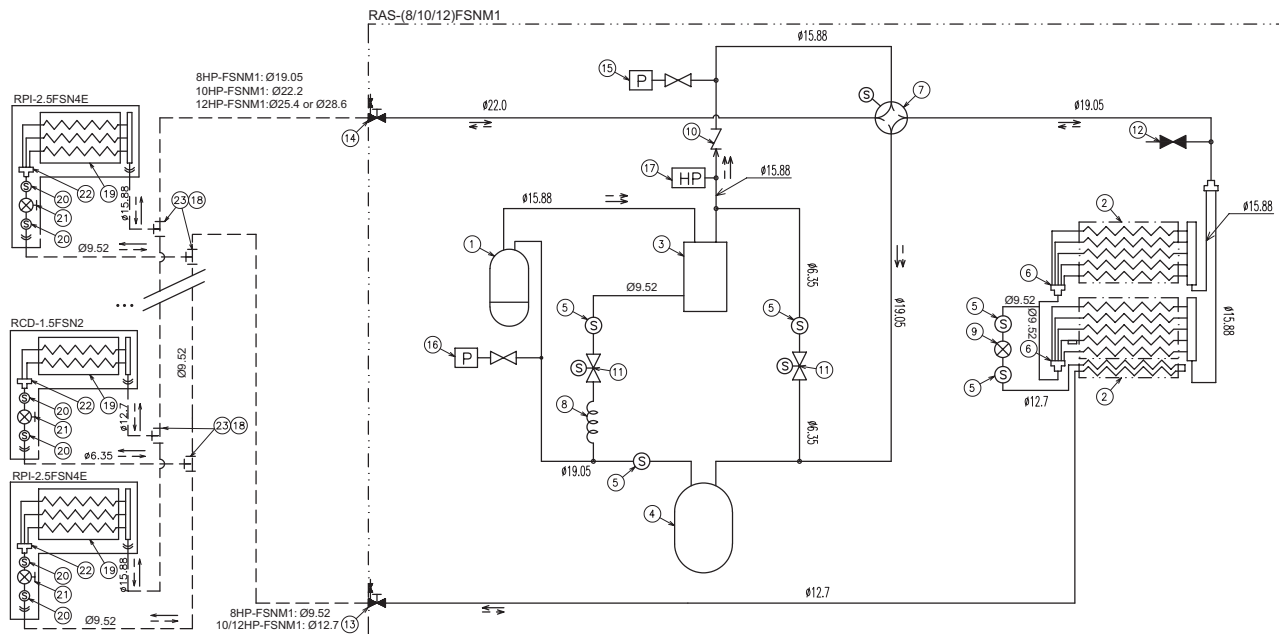 RAS-(8/10/12)FSNM1
ø15.88
15
P
7
S
8HP-FSNM1: Ø19.05
10HP-FSNM1: Ø22.2
12HP-FSNM1:Ø25.4 or Ø28.6
RPI-2.5FSN4E
ø22.0
ø19.05
14
10
12
17
HP
ø15.88
ø15.88
22
19
20
S
21
20
S
ø15.88
23
18
Ø9.52
1
3
2
ø15.88
6
Ø9.52
Ø9.52
5
S
9
6
5
S
ø12.7
2
ø15.88
ø19.05
Ø9.52
5
S
ø6.35
5
S
16
P
S
11
S
11
8
ø6.35
ø19.05
S
5
4
...
RCD-1.5FSN2
Ø9.52
22
19
20
S
21
20
S
ø12.7
23
18
ø6.35
RPI-2.5FSN4E
22
19
20
S
21
20
S
ø15.88
Ø9.52
8HP-FSNM1: Ø9.52
10/12HP-FSNM1: Ø12.7
13
ø12.7